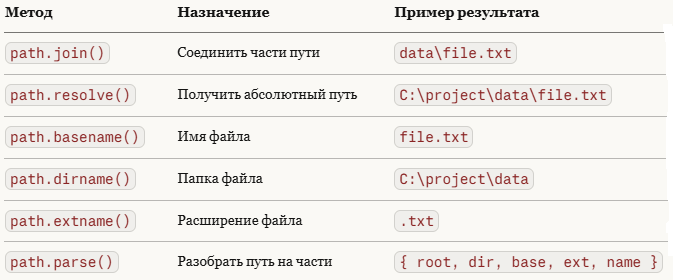 Метод Назначение Пример результата
path.join() Соединить части пути data\file.txt
path.resolve() Получить абсолютный путь C:\project\data\file.txt
path.basename() Имя файла file.txt
path.dirname() Папка файла C:\project\data
path.extname() Расширение файла .txt
path.parse() Разобрать путь на части { root, dir, base, ext, name }